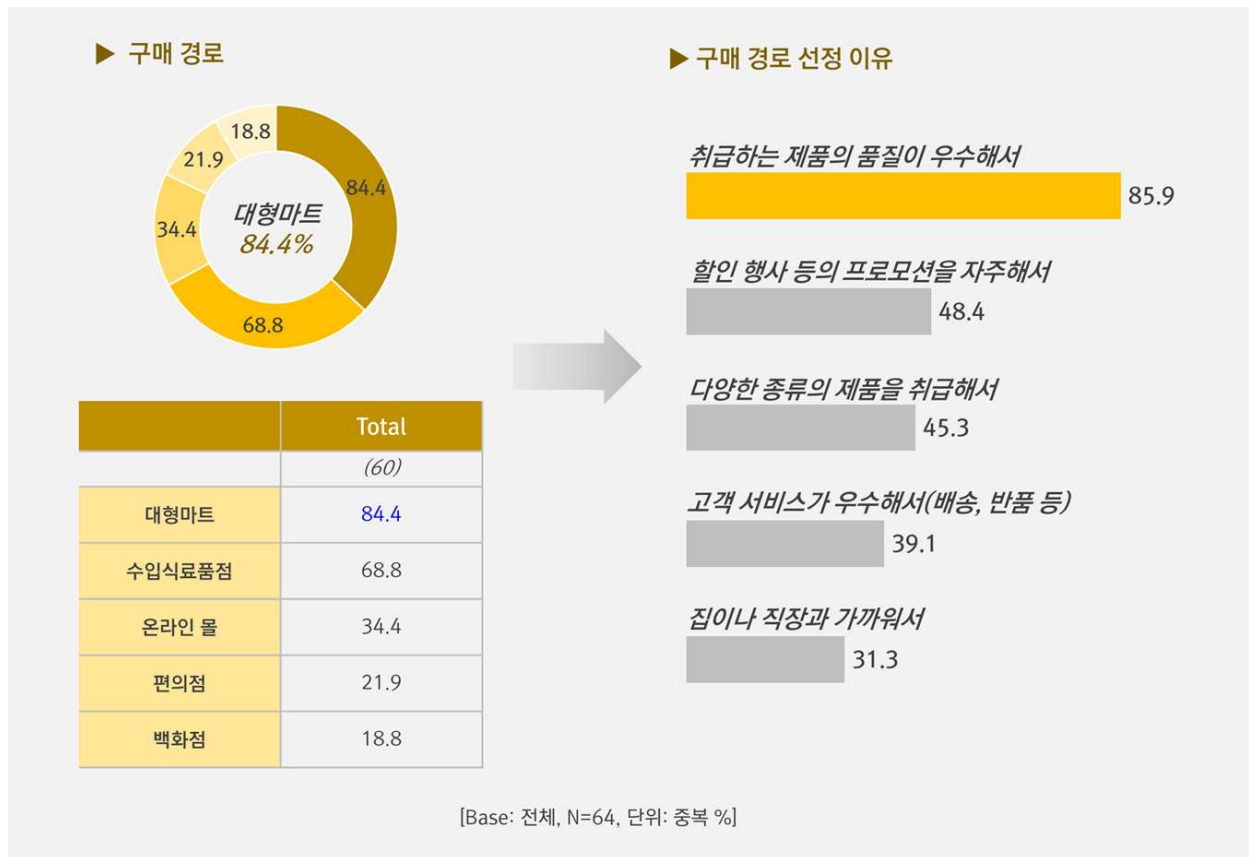 ▶ 구매 경로
18.8
21.9
84.4
34.4
대형마트
84.4%
68.8
Total
(60)
대형마트 84.4
수입식료품점 68.8
온라인 몰 34.4
편의점 21.9
백화점 18.8
▶ 구매 경로 선정 이유
취급하는 제품의 품질이 우수해서
85.9
할인 행사 등의 프로모션을 자주해서
48.4
다양한 종류의 제품을 취급해서
45.3
고객 서비스가 우수해서(배송, 반품 등)
39.1
집이나 직장과 가까워서
31.3
[Base: 전체, N=64, 단위: 중복 %]